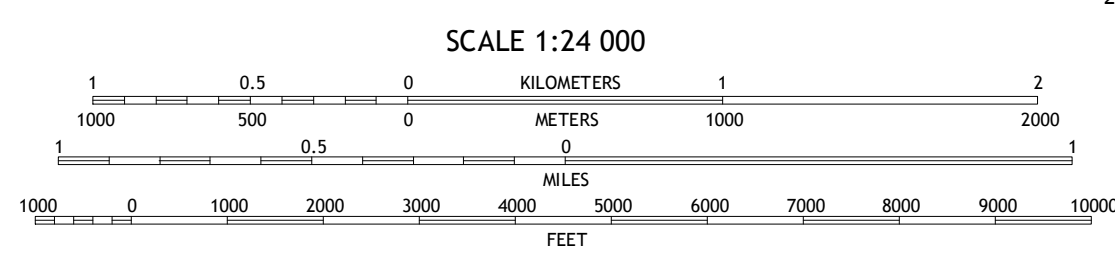 2
SCALE 1:24 000
1 0.5 0 KILOMETERS 1 2
1000 500 0 METERS 1000 2000
1 0.5 0 1
MILES
1000 0 1000 2000 3000 4000 5000 6000 7000 8000 9000 10000
FEET